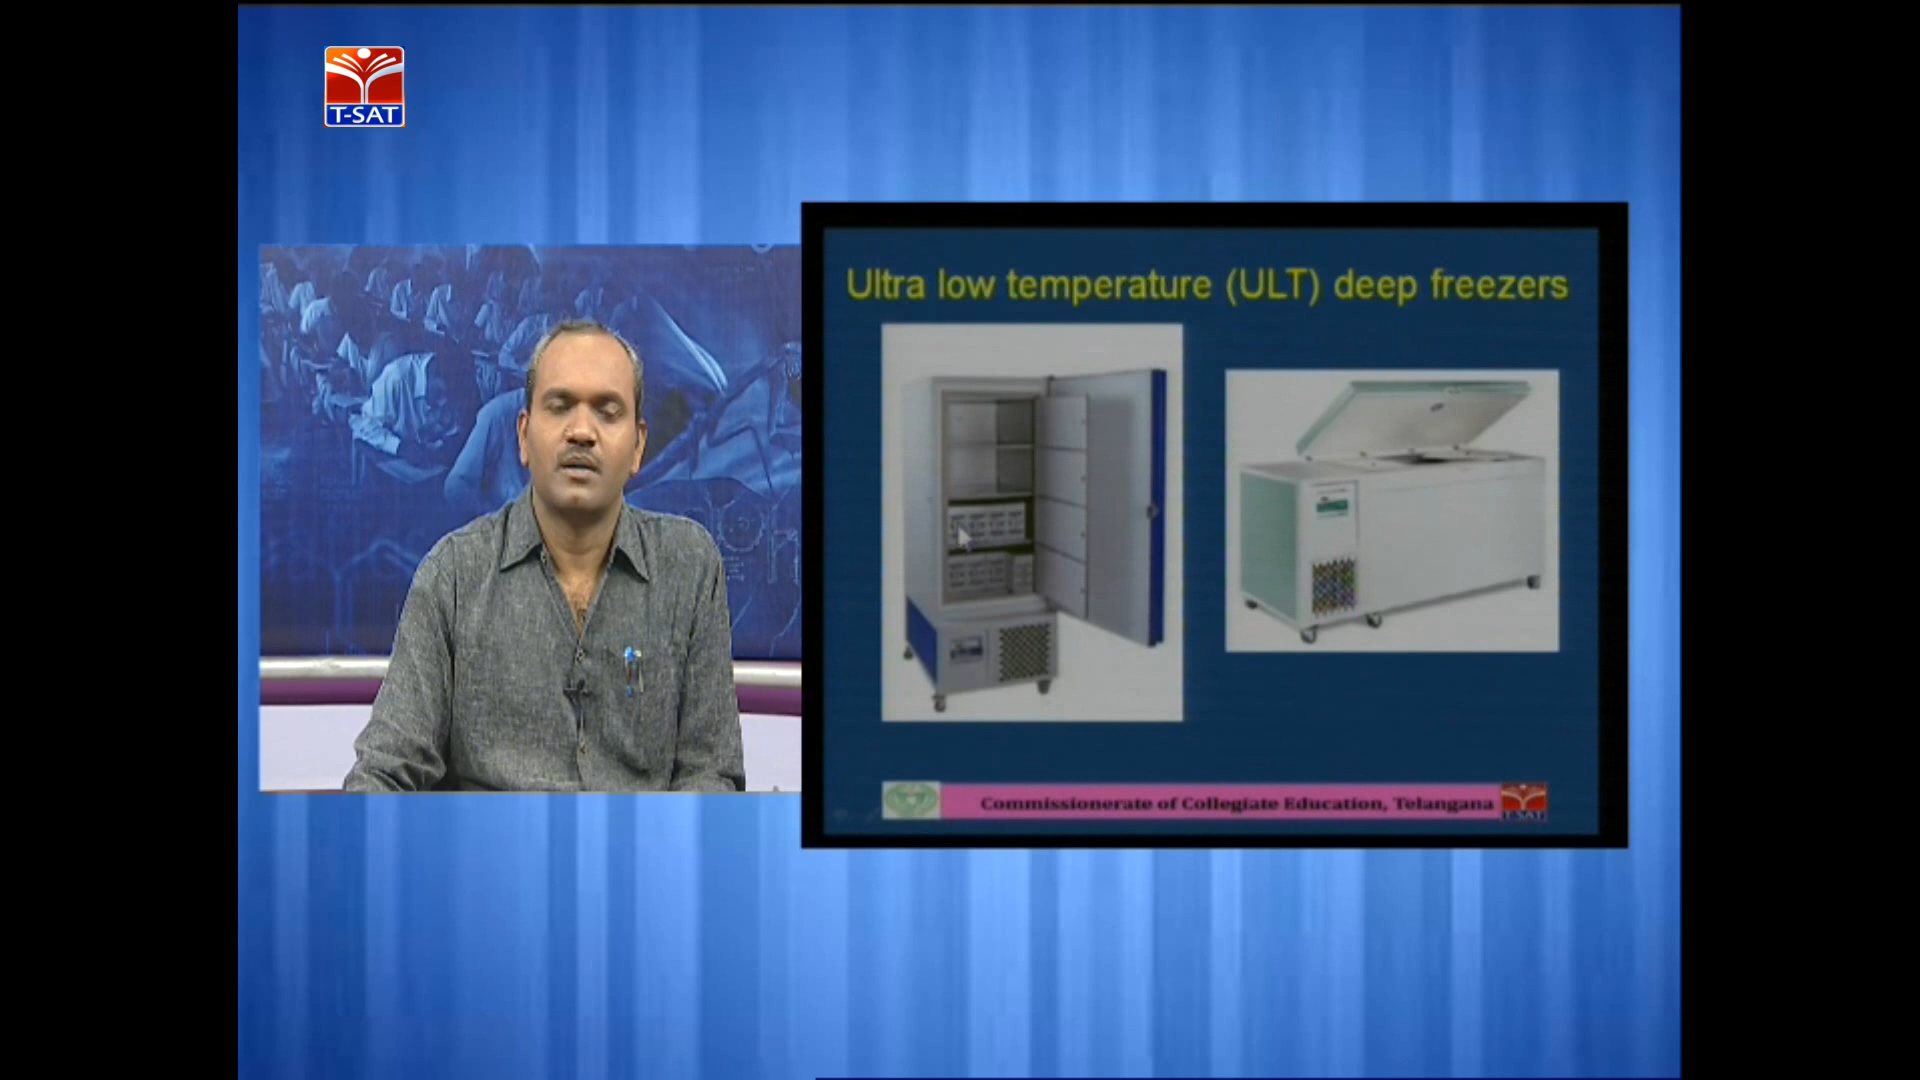 T-SAT
Ultra low temperature (ULT) deep freezers
Commissionerate of Collegiate Education, Telangana
T-SAT